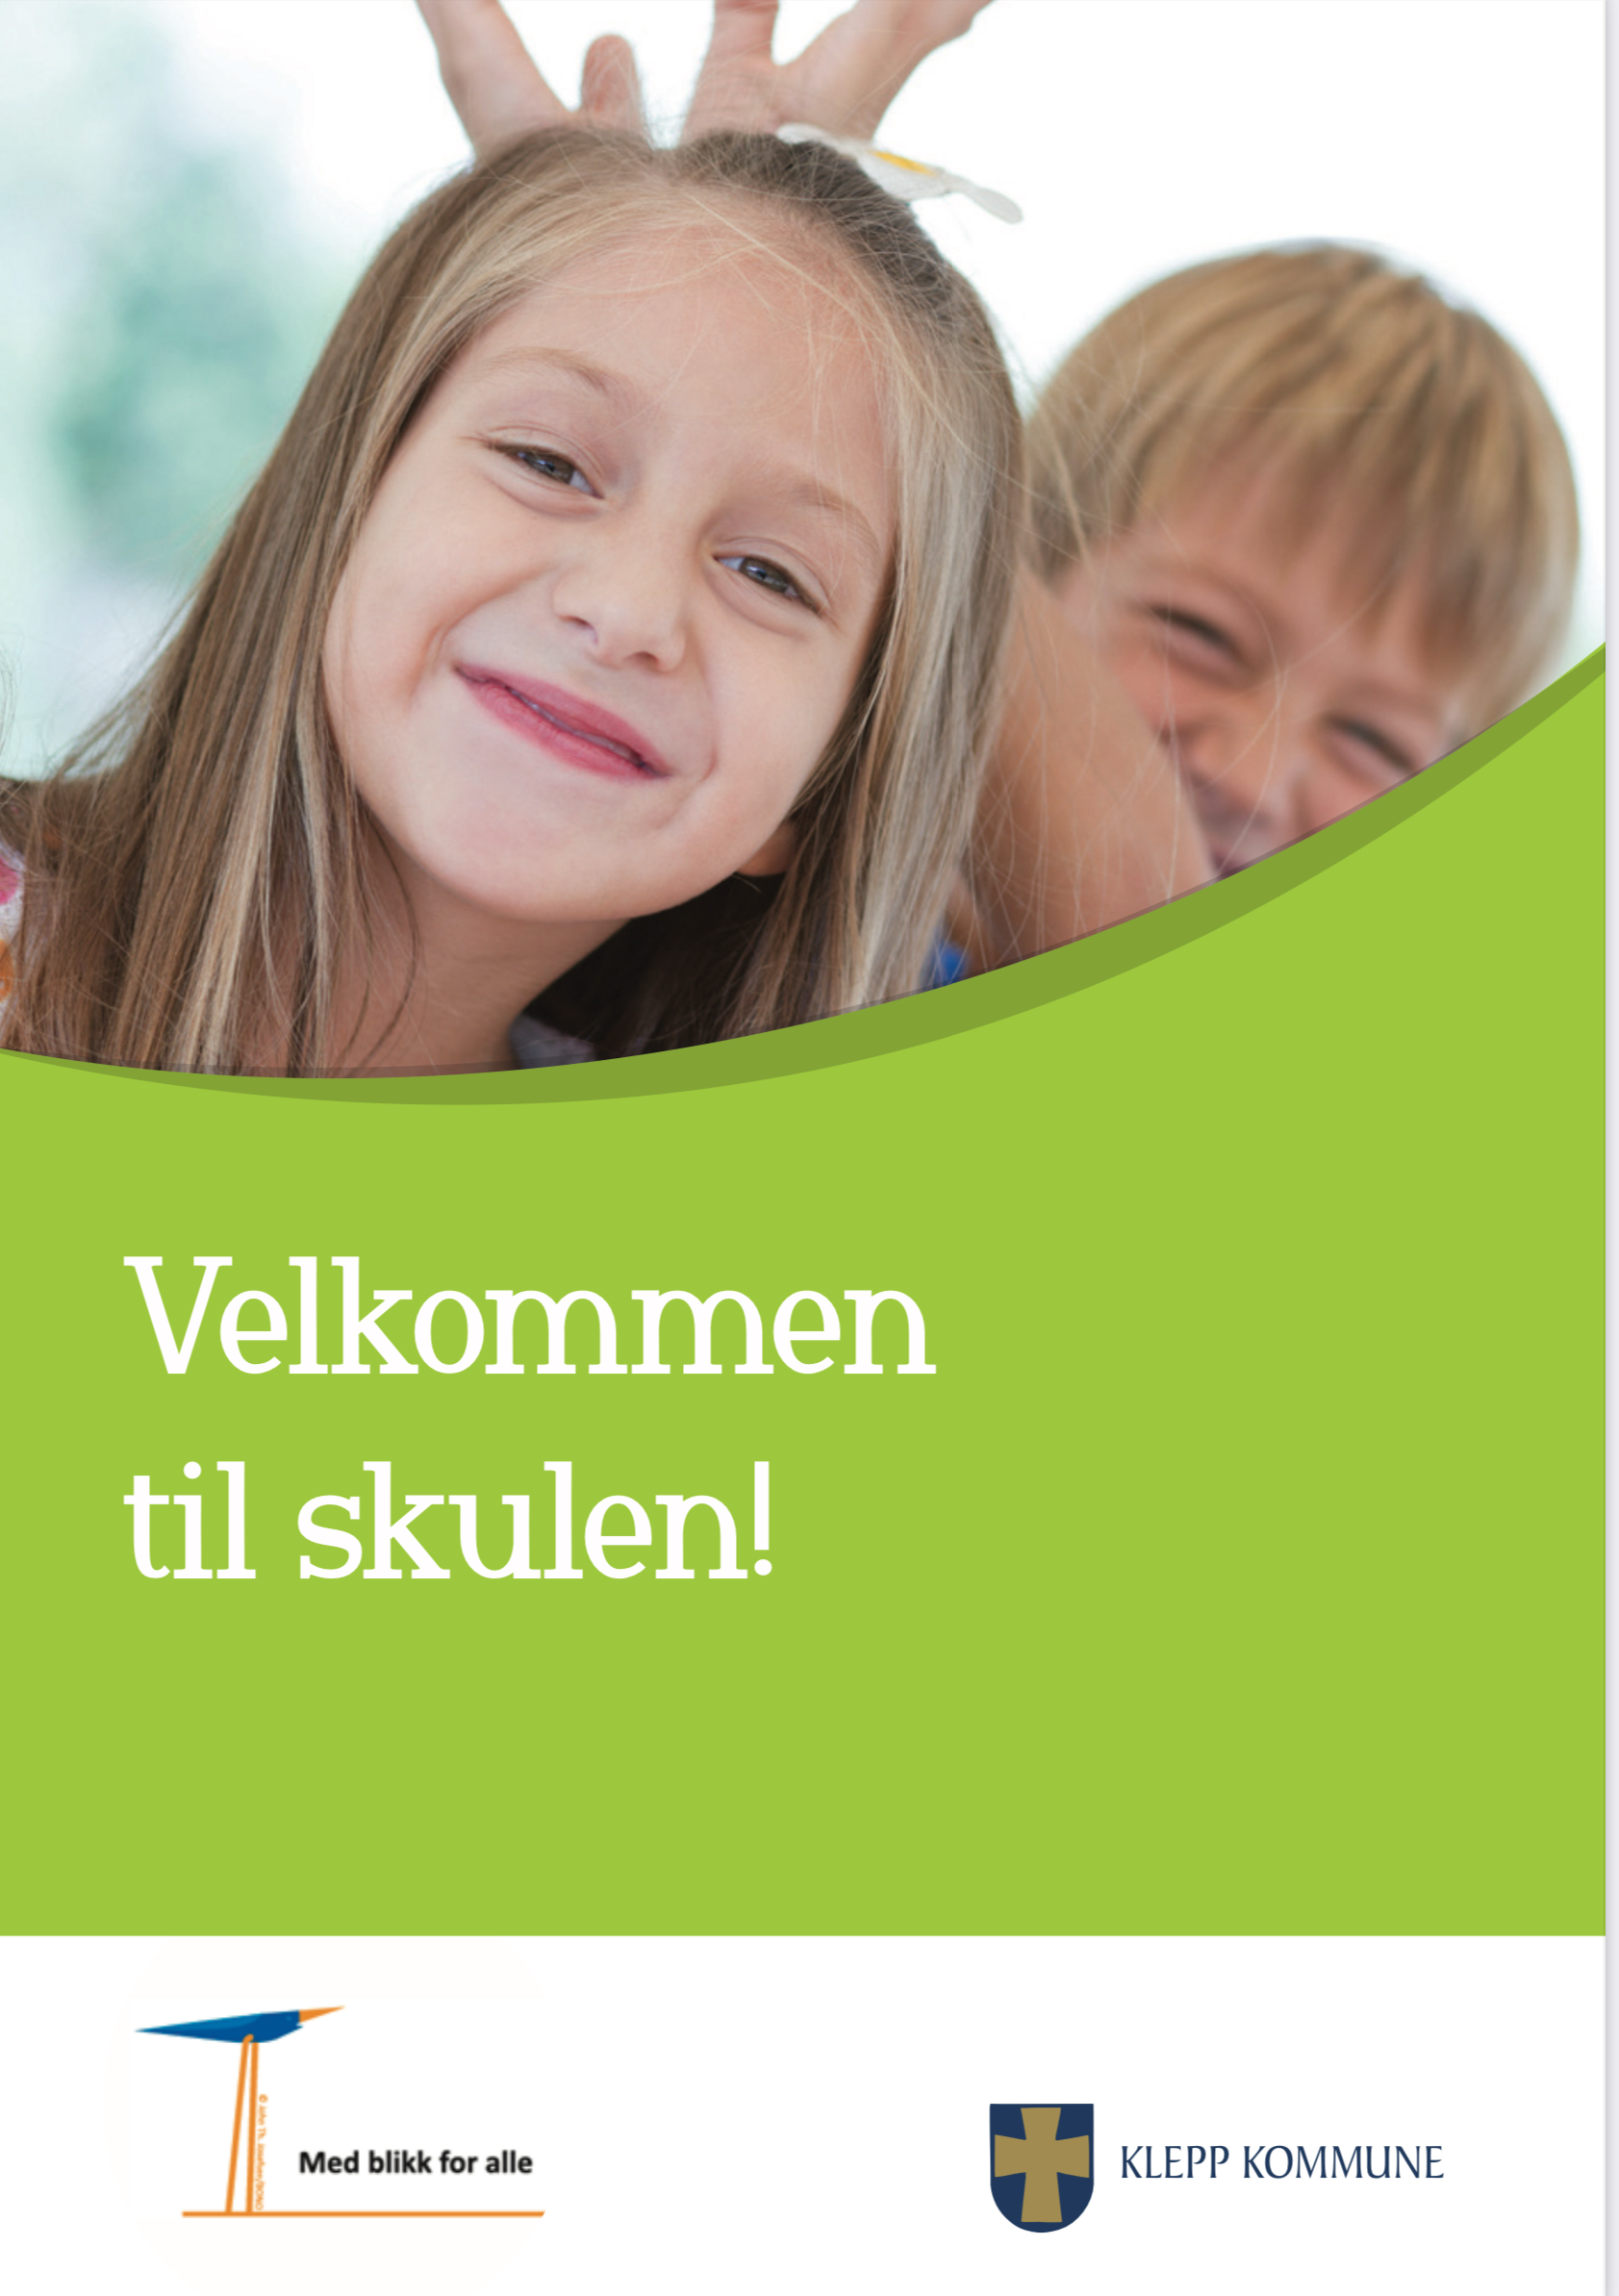 Velkommen
til skulen!
Med blikk for alle
KLEPP KOMMUNE